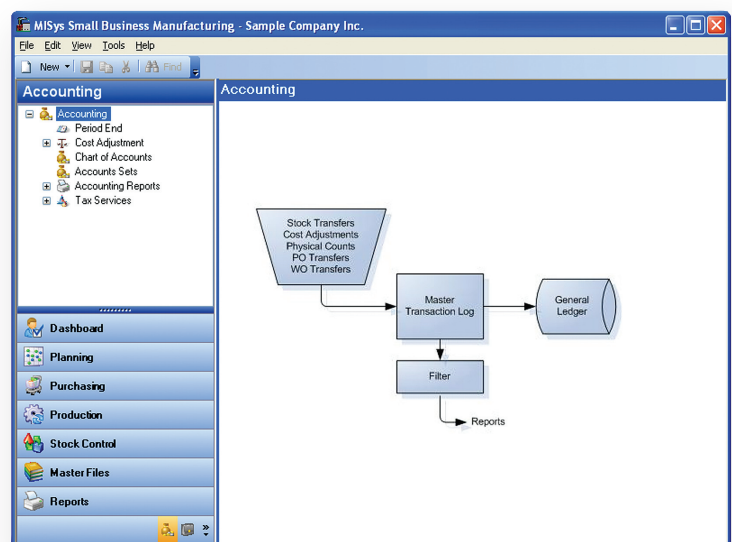 MISys Small Business Manufacturing - Sample Company Inc.
File Edit View Tools Help
New Find
Accounting
Accounting
Period End
Cost Adjustment
Chart of Accounts
Accounts Sets
Accounting Reports
Tax Services
Dashboard
Planning
Purchasing
Production
Stock Control
Master Files
Reports
Accounting
Stock Transfers
Cost Adjustments
Physical Counts
PO Transfers
WO Transfers
Master
Transaction Log
General
Ledger
Filter
Reports